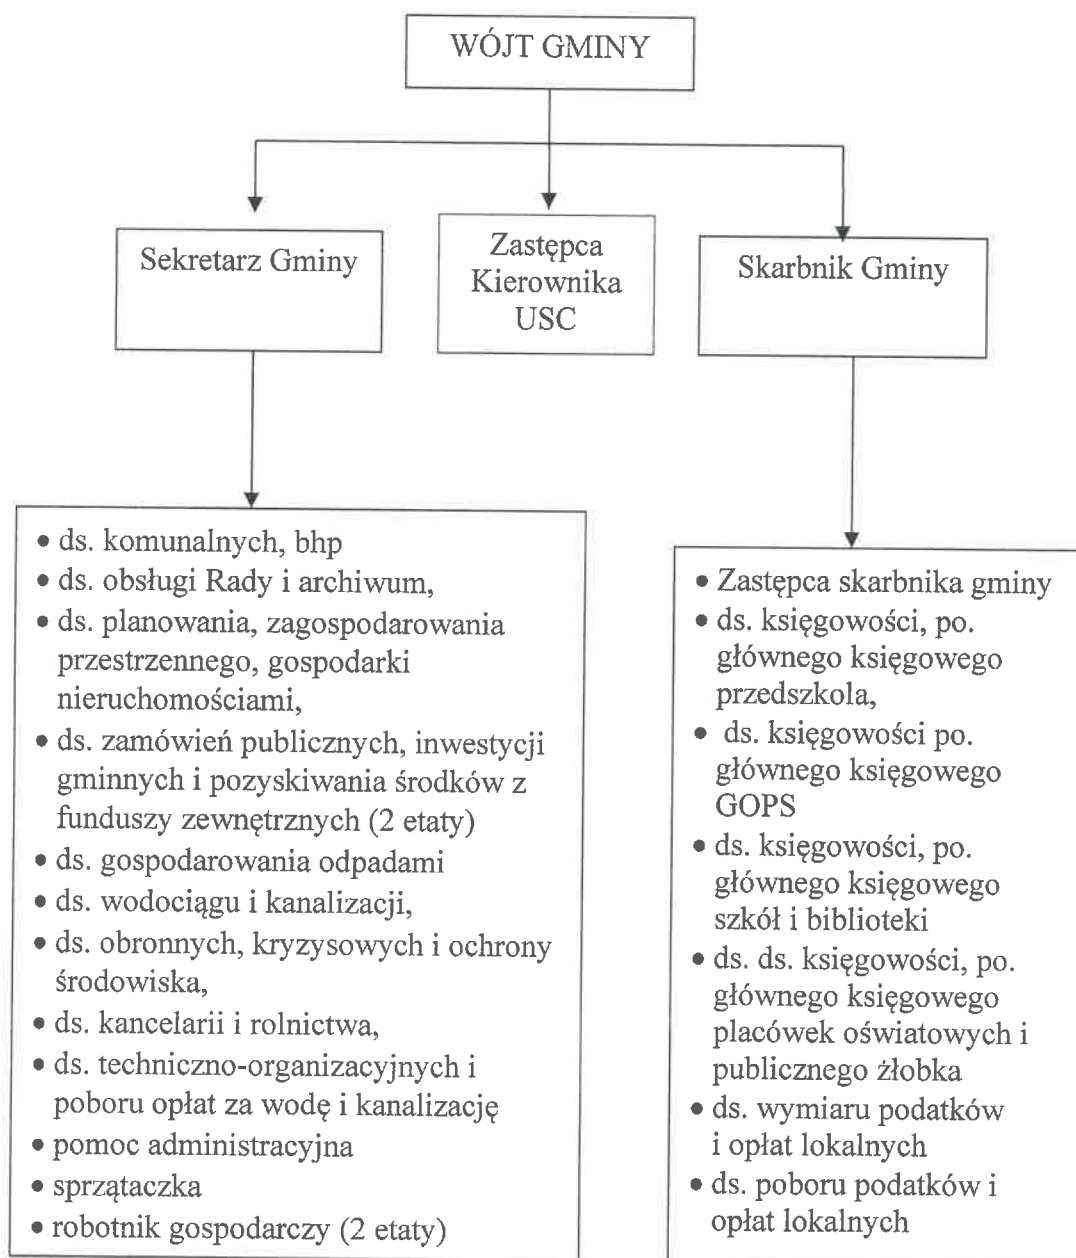 WÓJT GMINY
Sekretarz Gminy
Zastępca
Kierownika
USC
Skarbnik Gminy
• ds. komunalnych, bhp
• ds. obsługi Rady i archiwum,
• ds. planowania, zagospodarowania
przestrzennego, gospodarki
nieruchomościami,
• ds. zamówień publicznych, inwestycji
gminnych i pozyskiwania środków z
funduszy zewnętrznych (2 etaty)
• ds. gospodarowania odpadami
• ds. wodociągu i kanalizacji,
• ds. obronnych, kryzysowych i ochrony
środowiska,
• ds. kancelarii i rolnictwa,
• ds. techniczno-organizacyjnych i
poboru opłat za wodę i kanalizację
• pomoc administracyjna
• sprzątaczka
• robotnik gospodarczy (2 etaty)
• Zastępca skarbnika gminy
• ds. księgowości, po.
głównego księgowego
przedszkola,
• ds. księgowości po.
głównego księgowego
GOPS
• ds. księgowości, po.
głównego księgowego
szkół i biblioteki
• ds. ds. księgowości, po.
głównego księgowego
placówek oświatowych i
publicznego żłobka
• ds. wymiaru podatków
i opłat lokalnych
• ds. poboru podatków i
opłat lokalnych